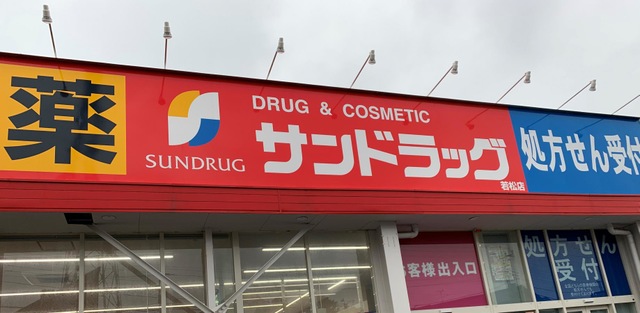 薬
SUNDRUG
DRUG & COSMETIC
サンドラッグ
若松店
処方せん受付
お客様出入口
処方せん
受付